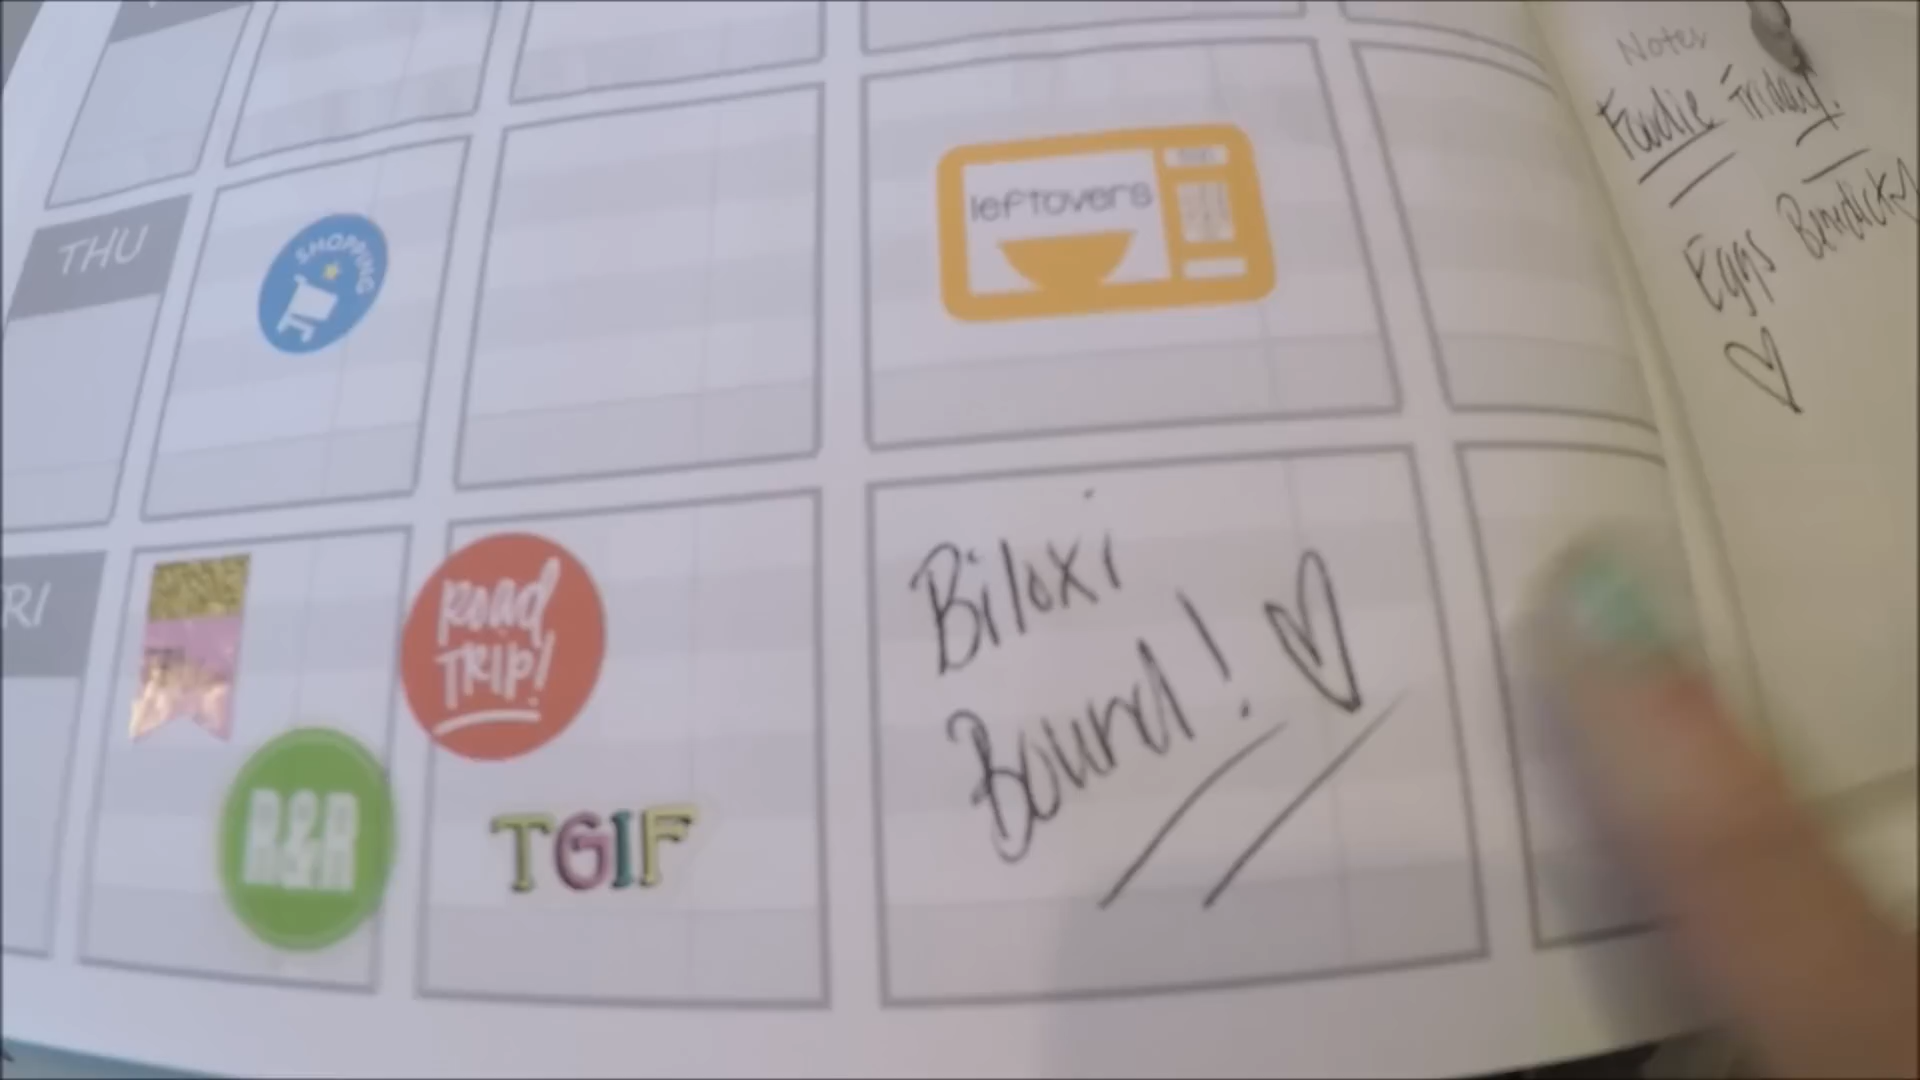 THU
SHOPPING
leftovers
RI
Road
TRIP!
R&R
TGIF
Biloxi
Bound!
Notes
Foodie Friday.
Eggs Benedict